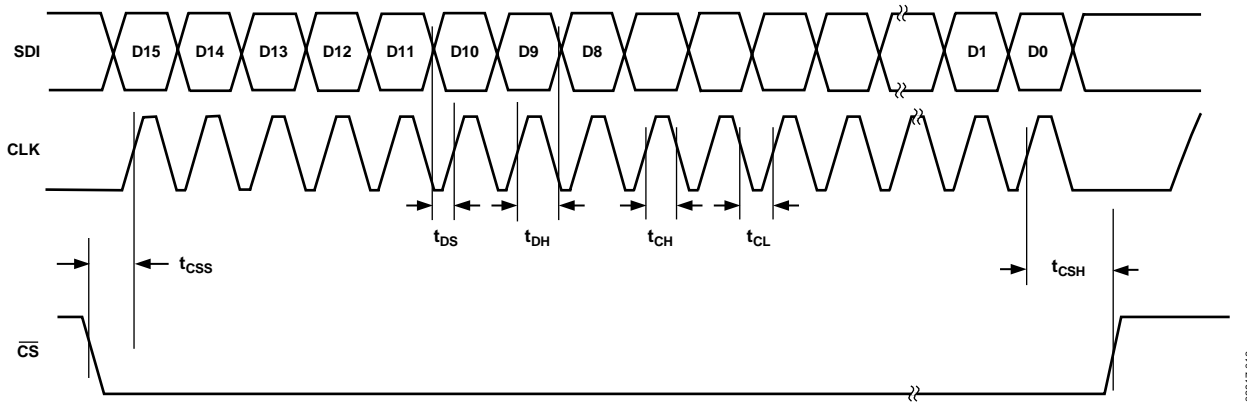 SDI
D15 D14 D13 D12 D11 D10 D9 D8 D1 D0
CLK
tDS tDH tCH tCL
tCSS tCSH
CS